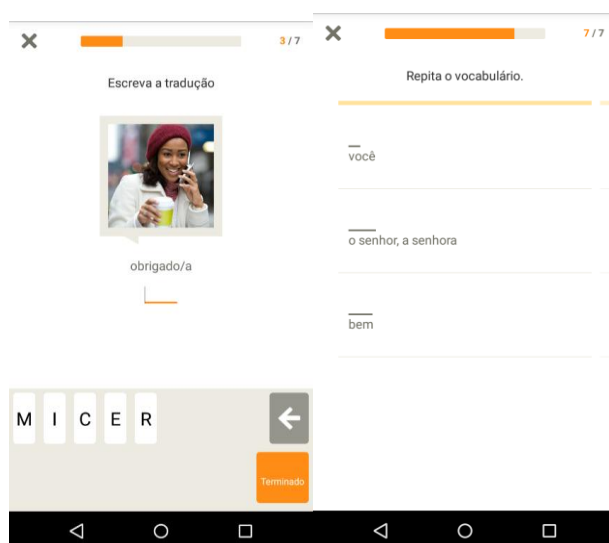 3 / 7
Escreva a tradução
obrigado/a
M I C E R
Terminado
7 / 7
Repita o vocabulário.
você
o senhor, a senhora
bem